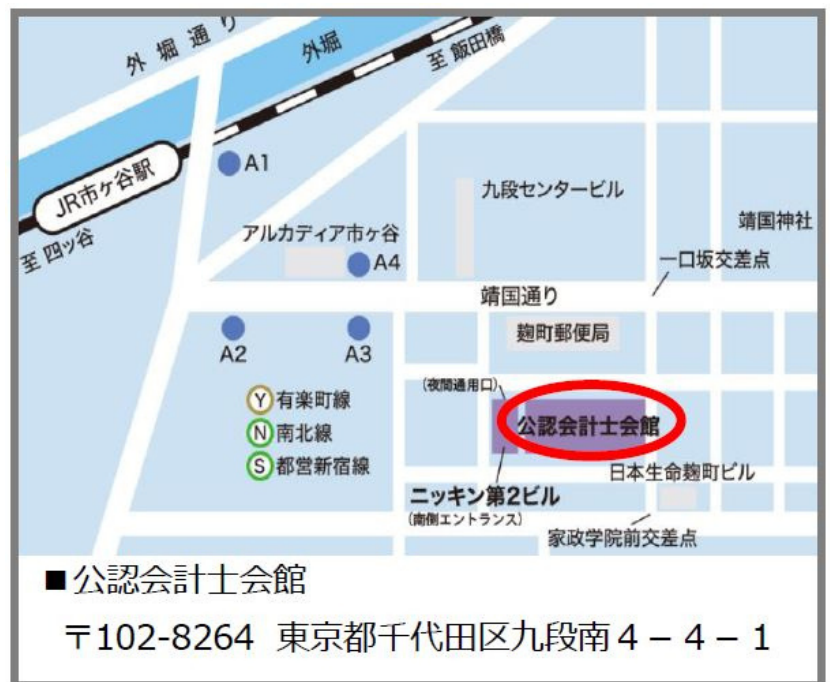 外堀通り
外堀
至 飯田橋
JR市ヶ谷駅
至 四ッ谷
A1
九段センタービル
靖国神社
アルカディア市ヶ谷
A4
一口坂交差点
靖国通り
麹町郵便局
A2
A3
(夜間通用口)
Y 有楽町線
N 南北線
S 都営新宿線
公認会計士会館
日本生命麹町ビル
ニッキン第2ビル
(南側エントランス)
家政学院前交差点
■公認会計士会館
〒102-8264 東京都千代田区九段南4－4－1